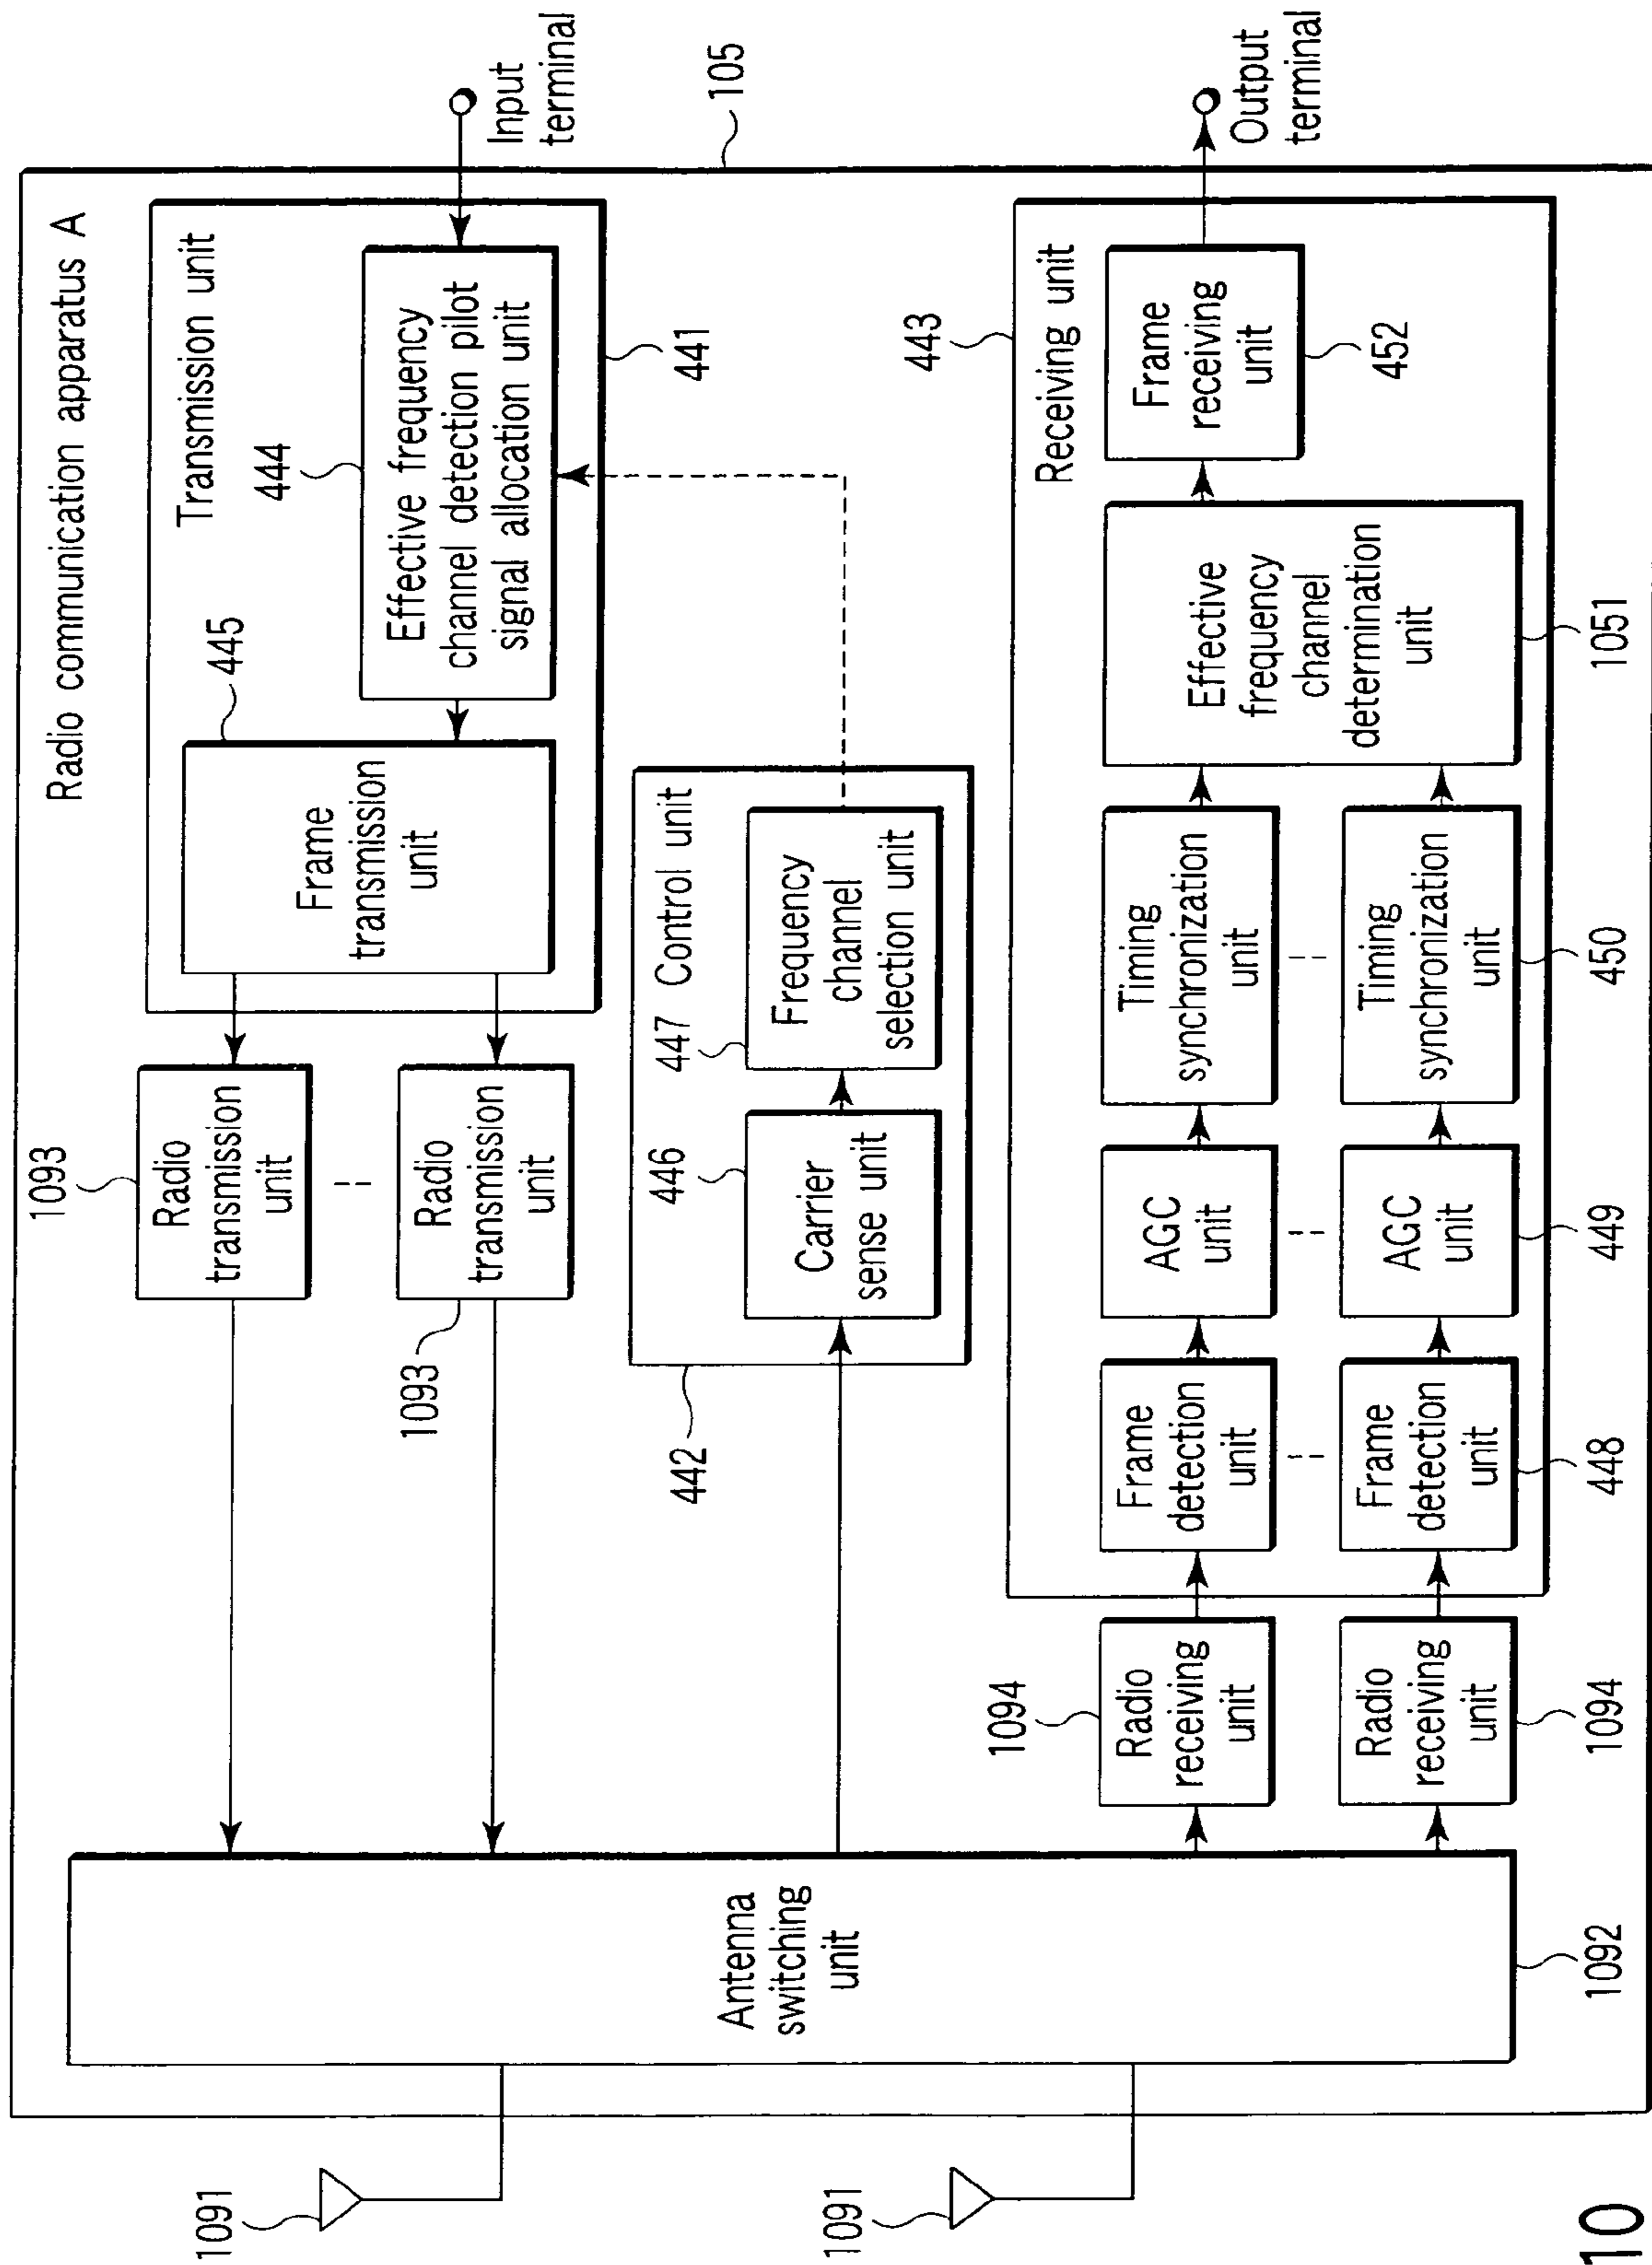 Radio communication apparatus A
105
1091
1091
Antenna
switching
unit
1092
1093
Radio
transmission
unit
Radio
transmission
unit
1093
445
Frame
transmission
unit
Transmission unit
444
Effective frequency
channel detection pilot
signal allocation unit
441
Input
terminal
442
446
Carrier
sense unit
447
Control unit
Frequency
channel
selection unit
1094
Radio
receiving
unit
Radio
receiving
unit
1094
443
Receiving unit
Frame
detection
unit
Frame
detection
unit
448
AGC
unit
AGC
unit
449
Timing
synchronization
unit
Timing
synchronization
unit
450
Effective
frequency
channel
determination
unit
1051
Frame
receiving
unit
452
Output
terminal
10